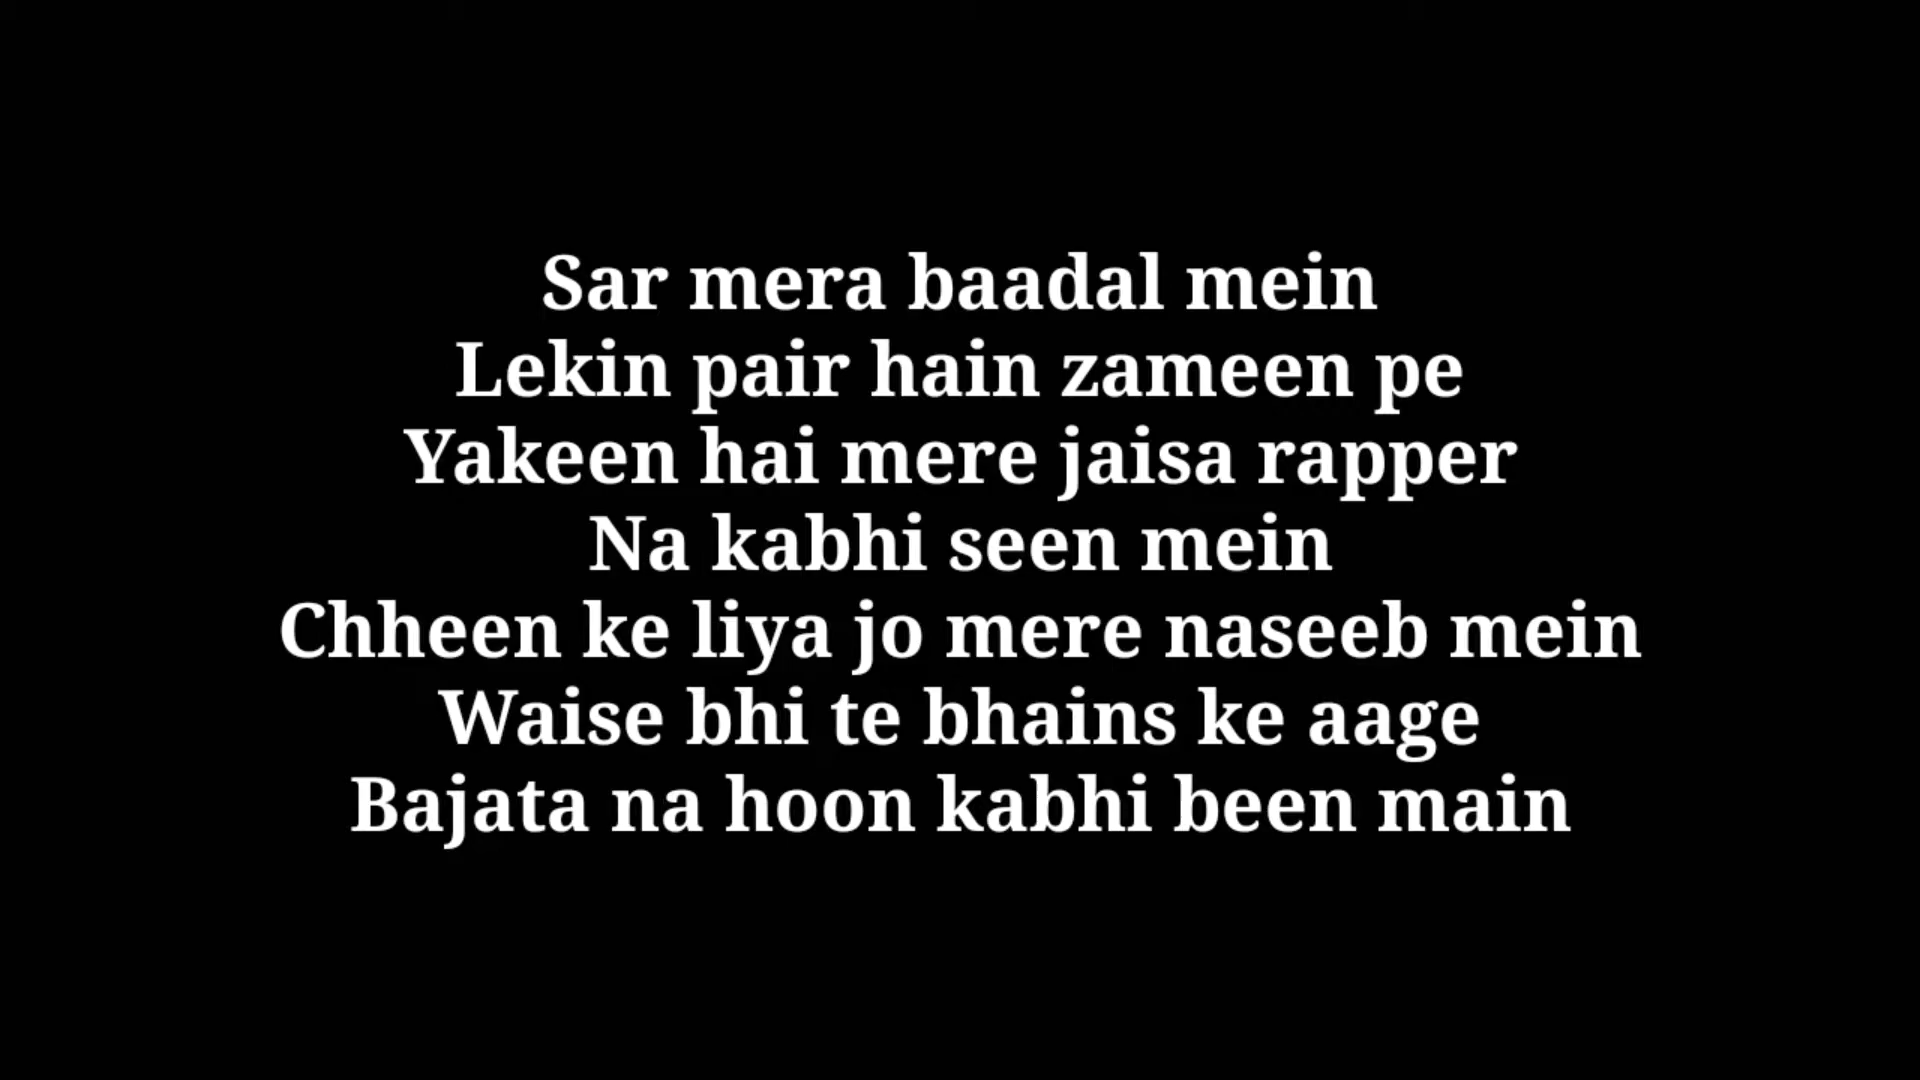 Sar mera baadal mein
Lekin pair hain zameen pe
Yakeen hai mere jaisa rapper
Na kabhi seen mein
Chheen ke liya jo mere naseeb mein
Waise bhi te bhains ke aage
Bajata na hoon kabhi been main